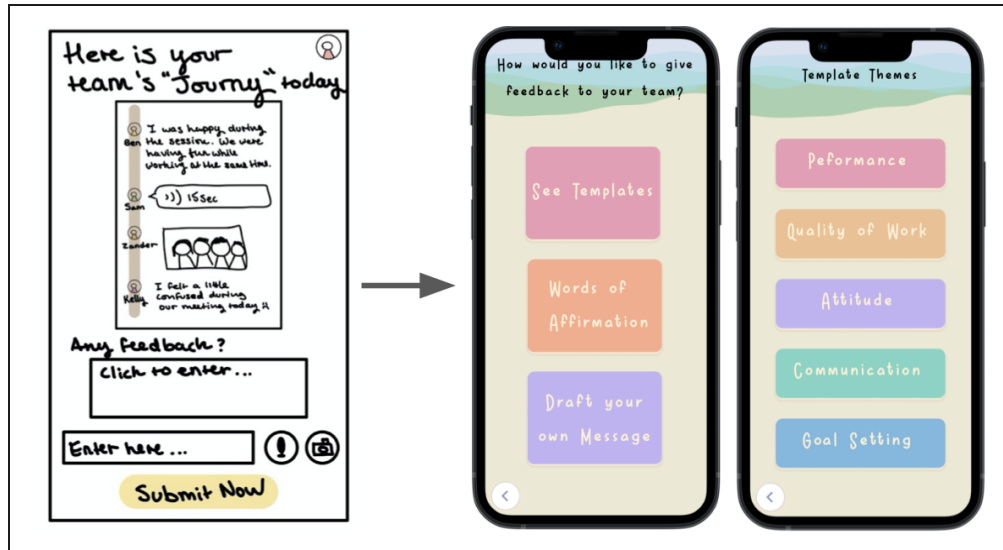 Here is your
team's "Journy" today
Ben
I was happy during
the session. We were
having fun while
working at the same time.
Sam
))) 15 sec
Zander
Kelly
I felt a little
confused during
our meeting today :(
Any feedback?
Click to enter...
Enter here...
!
Submit Now
How would you like to give
feedback to your team?
See Templates
Words of
Affirmation
Draft your
own Message
<
Template Themes
Peformance
Quality of Work
Attitude
Communication
Goal Setting
<